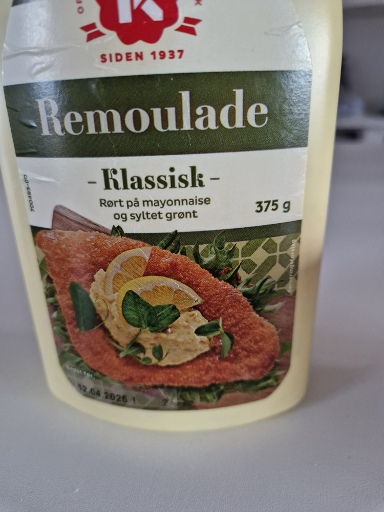 K
SIDEN 1937
Remoulade
- Klassisk -
Rørt på mayonnaise
og syltet grønt
375 g